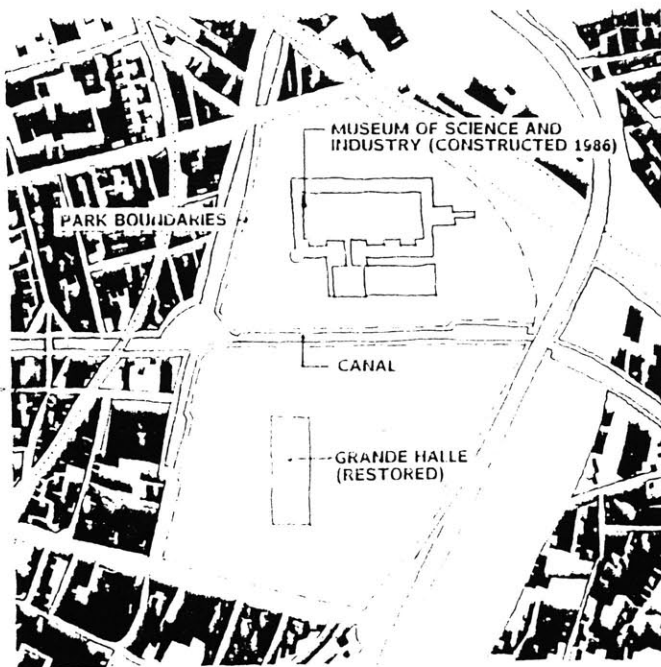 MUSEUM OF SCIENCE AND
INDUSTRY (CONSTRUCTED 1986)
PARK BOUNDARIES
CANAL
GRANDE HALLE
(RESTORED)